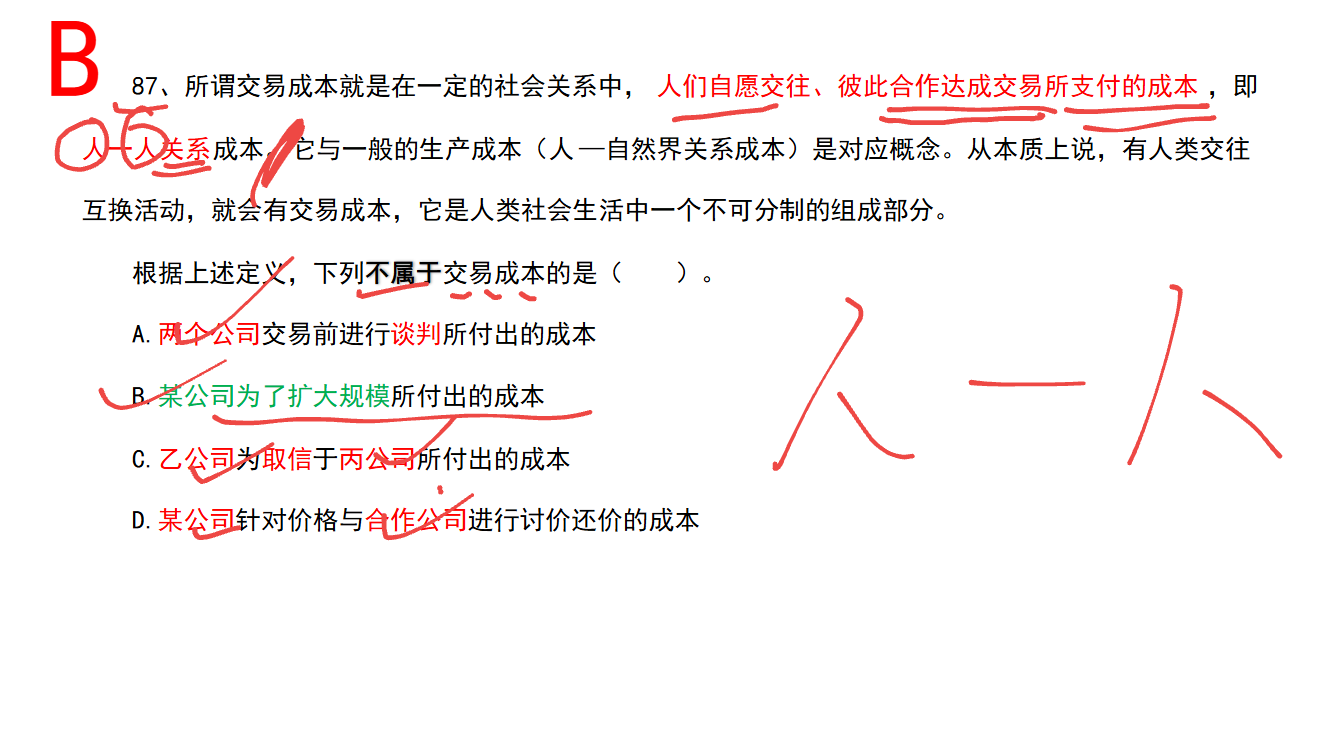 B
87、所谓交易成本就是在一定的社会关系中，人们自愿交往、彼此合作达成交易所支付的成本，即
人一人关系成本。它与一般的生产成本（人—自然界关系成本）是对应概念。从本质上说，有人类交往
互换活动，就会有交易成本，它是人类社会生活中一个不可分制的组成部分。
根据上述定义，下列不属于交易成本的是（　　）。
A.两个公司交易前进行谈判所付出的成本
B.某公司为了扩大规模所付出的成本
人一人
C.乙公司为取信于丙公司所付出的成本
D.某公司针对价格与合作公司进行讨价还价的成本